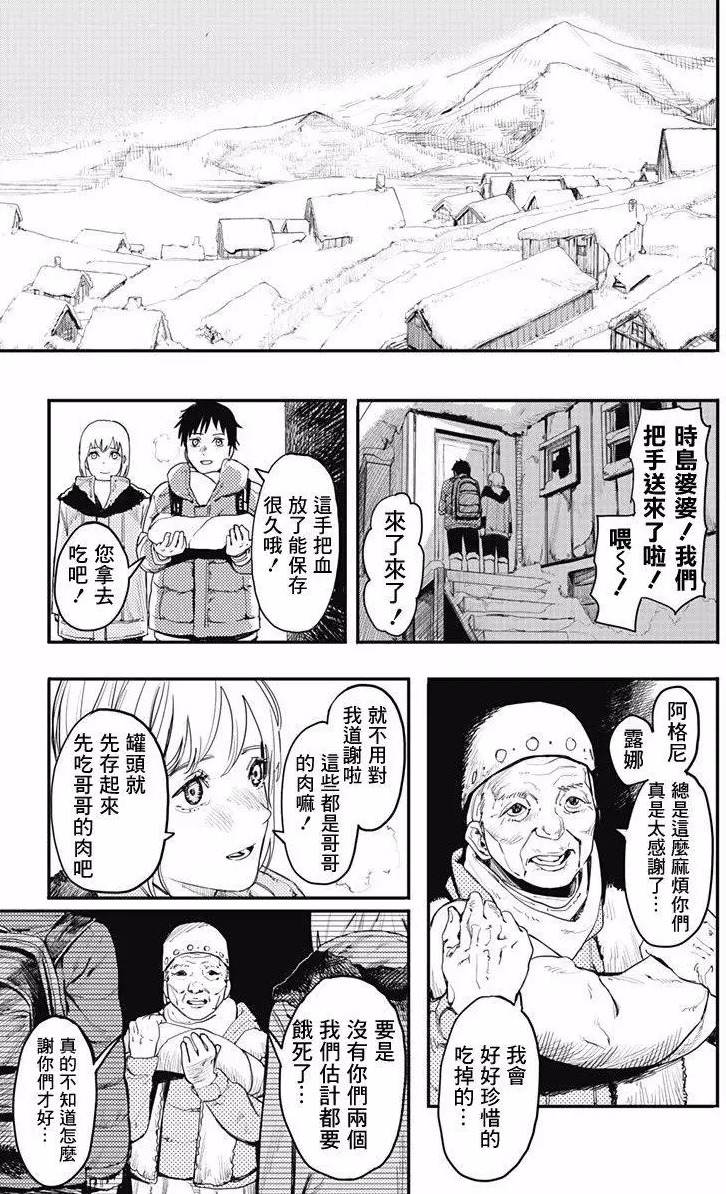 時島婆婆！我們
把手送來了啦！
喂～！
來了來了！
這手把血
放了能保存
很久哦！
您拿去
吃吧！
阿格尼
露娜
總是這麼麻煩你們
真是太感謝了…
我會
好好珍惜的
吃掉的…
就不用對
我道謝啦
這些都是哥哥
的肉嘛！
罐頭就
先存起來
先吃哥哥的肉吧
要是
沒有你們兩個
我們估計都要
餓死了…
真的不知道怎麼
謝你們才好…